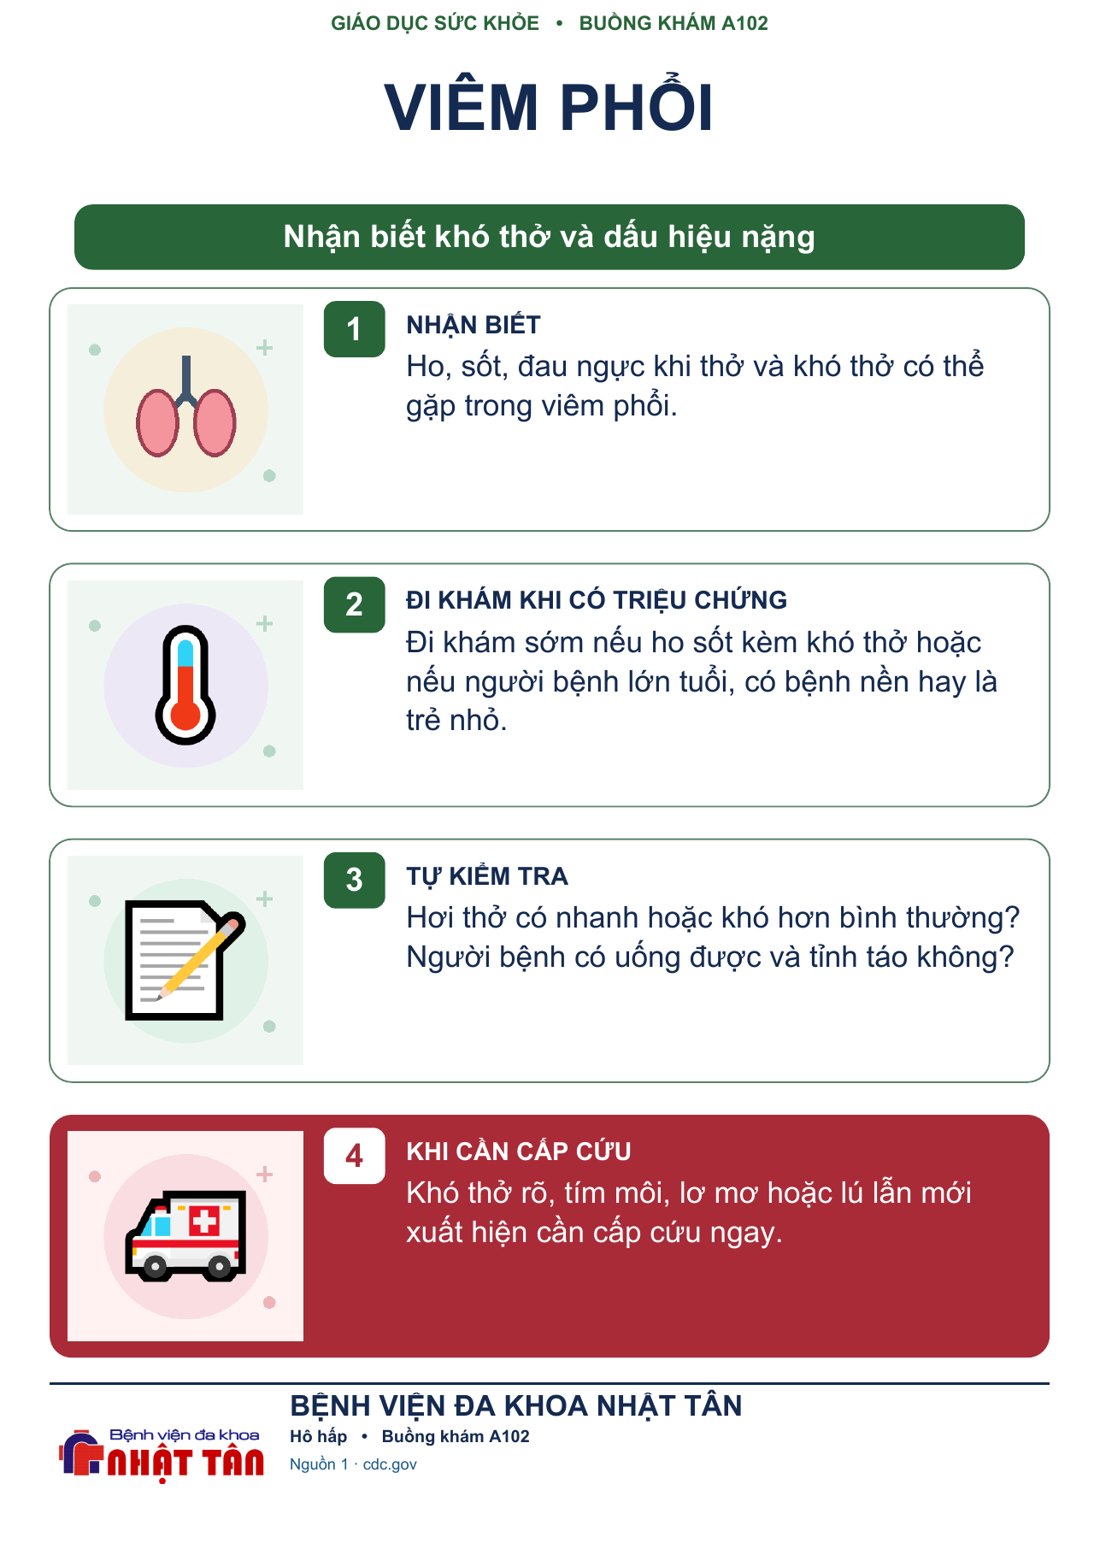 GIÁO DỤC SỨC KHỎE • BUỒNG KHÁM A102
VIÊM PHỔI
Nhận biết khó thở và dấu hiệu nặng
1
NHẬN BIẾT
Ho, sốt, đau ngực khi thở và khó thở có thể
gặp trong viêm phổi.
2
ĐI KHÁM KHI CÓ TRIỆU CHỨNG
Đi khám sớm nếu ho sốt kèm khó thở hoặc
nếu người bệnh lớn tuổi, có bệnh nền hay là
trẻ nhỏ.
3
TỰ KIỂM TRA
Hơi thở có nhanh hoặc khó hơn bình thường?
Người bệnh có uống được và tỉnh táo không?
4
KHI CẦN CẤP CỨU
Khó thở rõ, tím môi, lơ mơ hoặc lú lẫn mới
xuất hiện cần cấp cứu ngay.
BỆNH VIỆN ĐA KHOA NHẬT TÂN
Hô hấp • Buồng khám A102
Nguồn 1 · cdc.gov
Bệnh viện đa khoa
NHẬT TÂN